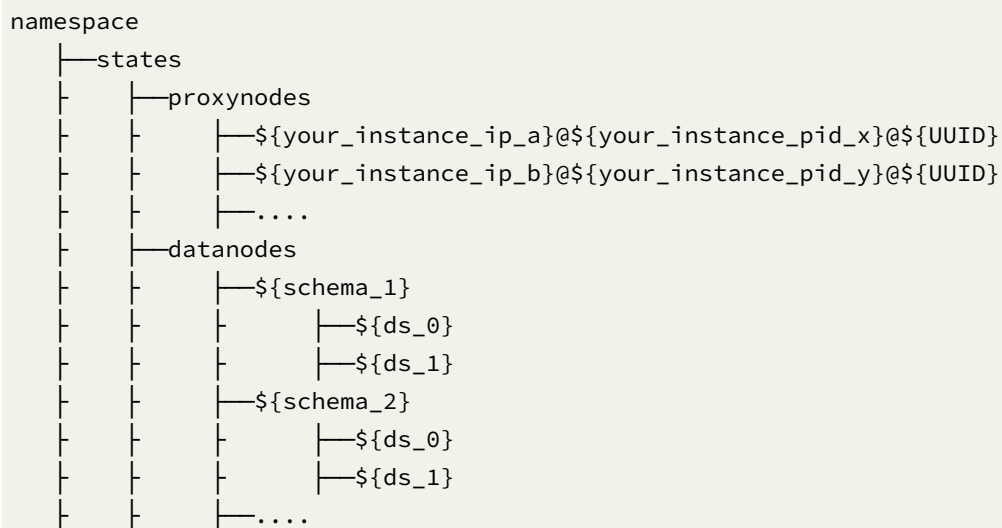 namespace
   ├──states
   ├    ├──proxynodes
   ├    ├     ├──${your_instance_ip_a}@${your_instance_pid_x}@${UUID}
   ├    ├     ├──${your_instance_ip_b}@${your_instance_pid_y}@${UUID}
   ├    ├     ├──....
   ├    ├──datanodes
   ├    ├     ├──${schema_1}
   ├    ├     ├      ├──${ds_0}
   ├    ├     ├      ├──${ds_1}
   ├    ├     ├──${schema_2}
   ├    ├     ├      ├──${ds_0}
   ├    ├     ├      ├──${ds_1}
   ├    ├     ├──....